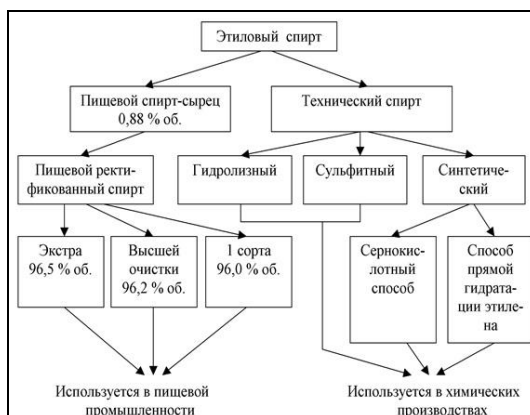 Этиловый спирт
Пищевой спирт-сырец
0,88 % об.
Технический спирт
Пищевой ректи-
фикованный спирт
Гидролизный
Сульфитный
Синтетиче-
ский
Экстра
96,5 % об.
Высшей
очистки
96,2 % об.
1 сорта
96,0 % об.
Сернокис-
лотный
способ
Способ
прямой
гидрата-
ции этиле-
на
Используется в пищевой
промышленности
Используется в химических
производствах